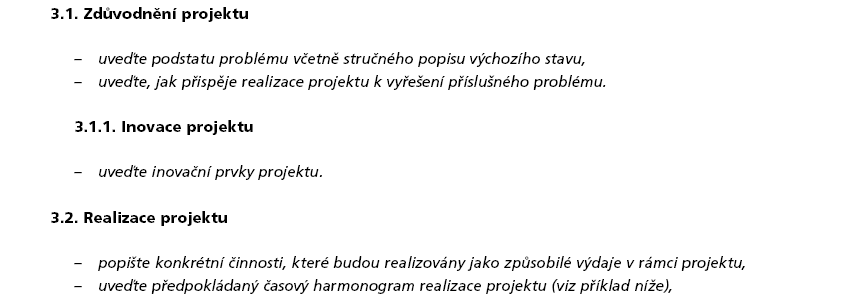 3.1. Zdůvodnění projektu
– uveďte podstatu problému včetně stručného popisu výchozího stavu,
– uveďte, jak přispěje realizace projektu k vyřešení příslušného problému.
3.1.1. Inovace projektu
– uveďte inovační prvky projektu.
3.2. Realizace projektu
– popište konkrétní činnosti, které budou realizovány jako způsobilé výdaje v rámci projektu,
– uveďte předpokládaný časový harmonogram realizace projektu (viz příklad níže),